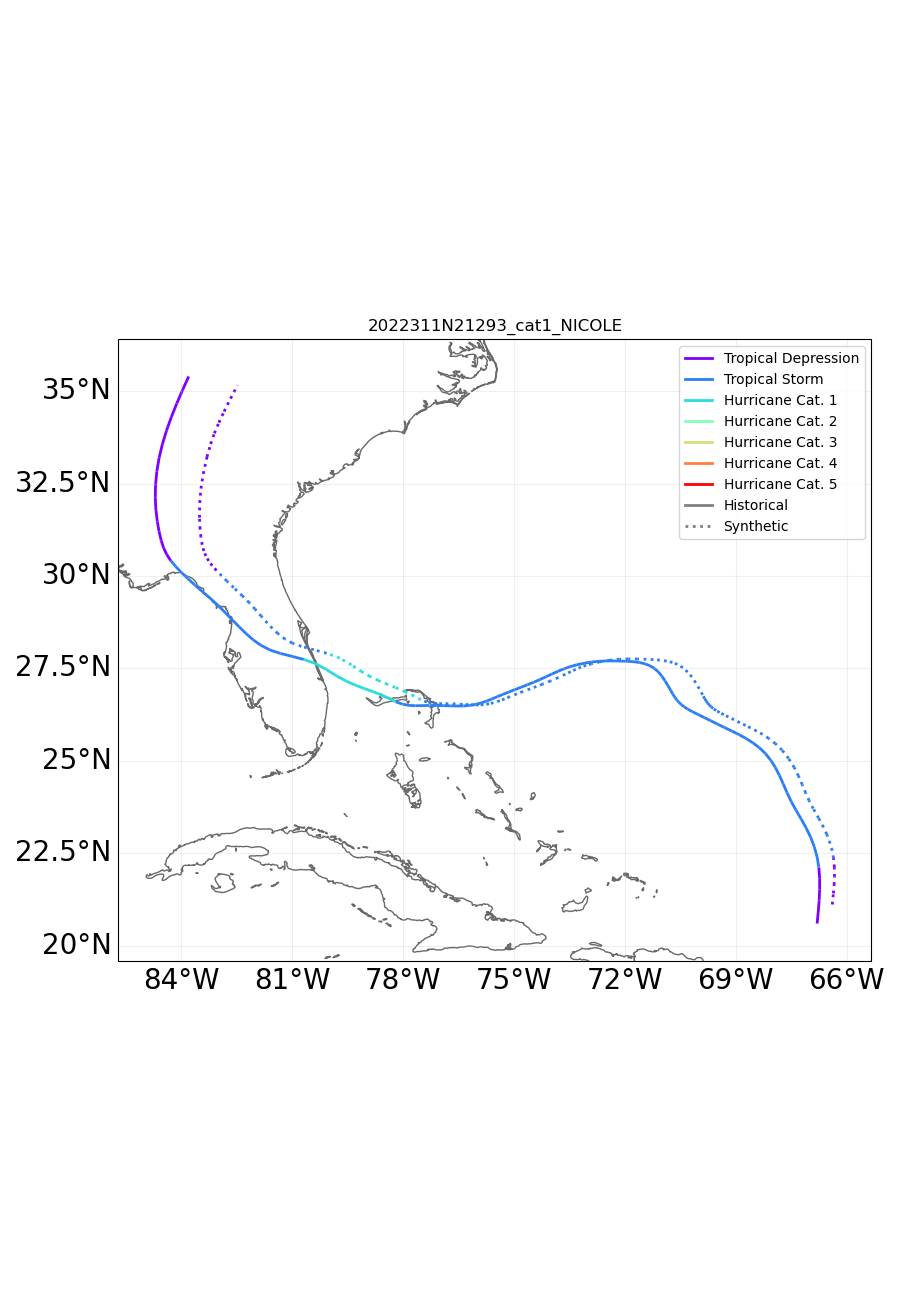 2022311N21293_cat1_NICOLE
Tropical Depression
Tropical Storm
Hurricane Cat. 1
Hurricane Cat. 2
Hurricane Cat. 3
Hurricane Cat. 4
Hurricane Cat. 5
Historical
Synthetic
35°N
32.5°N
30°N
27.5°N
25°N
22.5°N
20°N
84°W 81°W 78°W 75°W 72°W 69°W 66°W